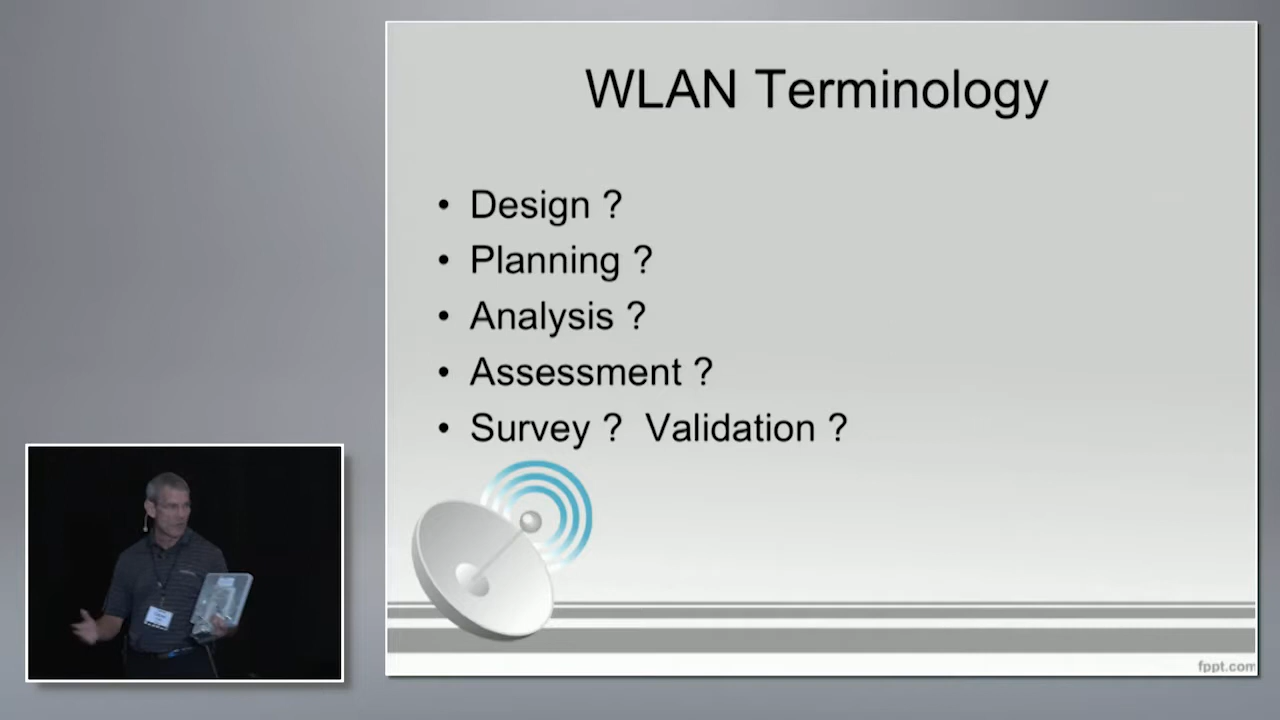 WLAN Terminology
• Design ?
• Planning ?
• Analysis ?
• Assessment ?
• Survey ? Validation ?
fppt.com